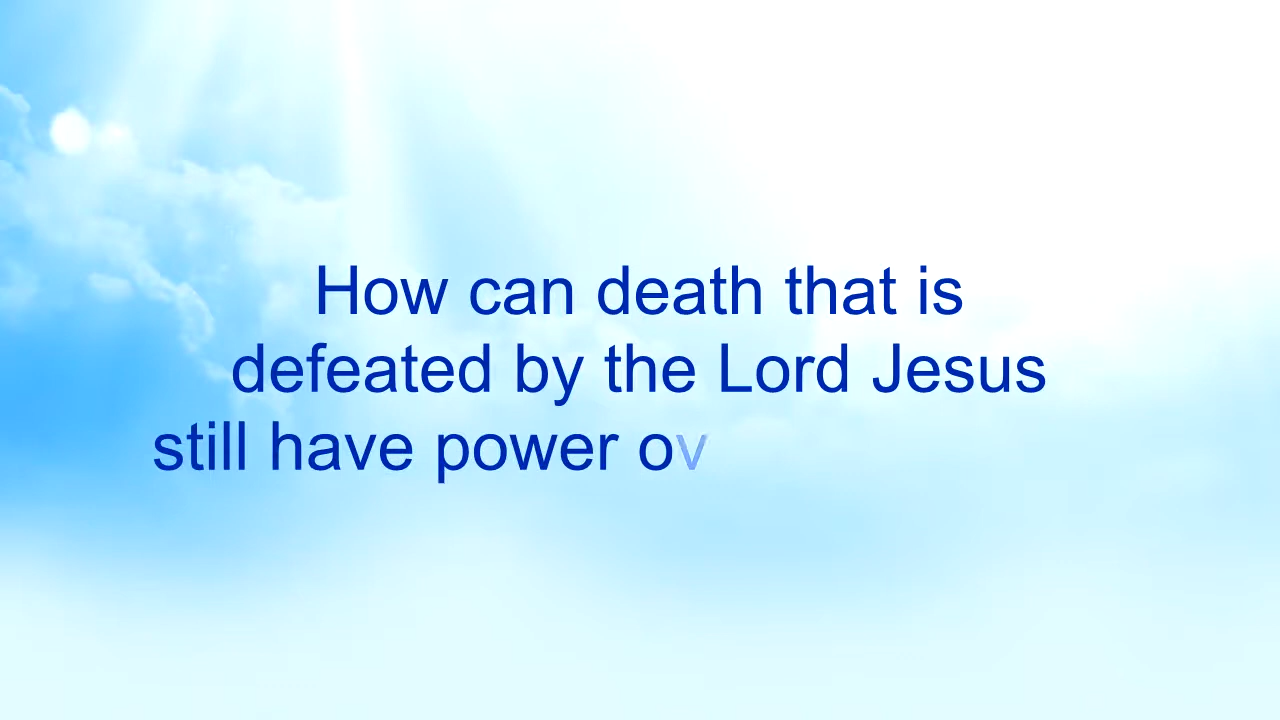 How can death that is
defeated by the Lord Jesus
still have power ov